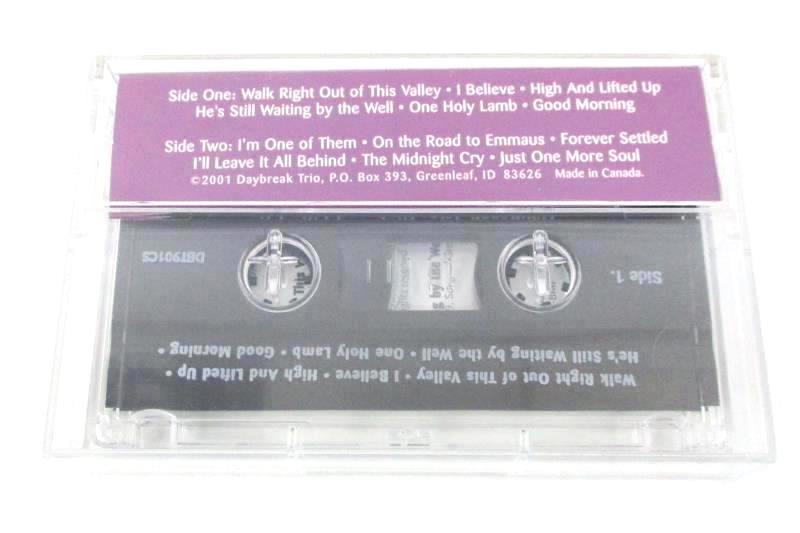 Side One: Walk Right Out of This Valley • I Believe • High And Lifted Up
He's Still Waiting by the Well • One Holy Lamb • Good Morning
Side Two: I'm One of Them • On the Road to Emmaus • Forever Settled
I'll Leave It All Behind • The Midnight Cry • Just One More Soul
©2001 Daybreak Trio, P.O. Box 393, Greenleaf, ID 83626 Made in Canada.
Side 1.
DBT901CS
Walk Right Out of This Valley • I Believe • High And Lifted Up •
He's Still Waiting by the Well • One Holy Lamb • Good Morning •